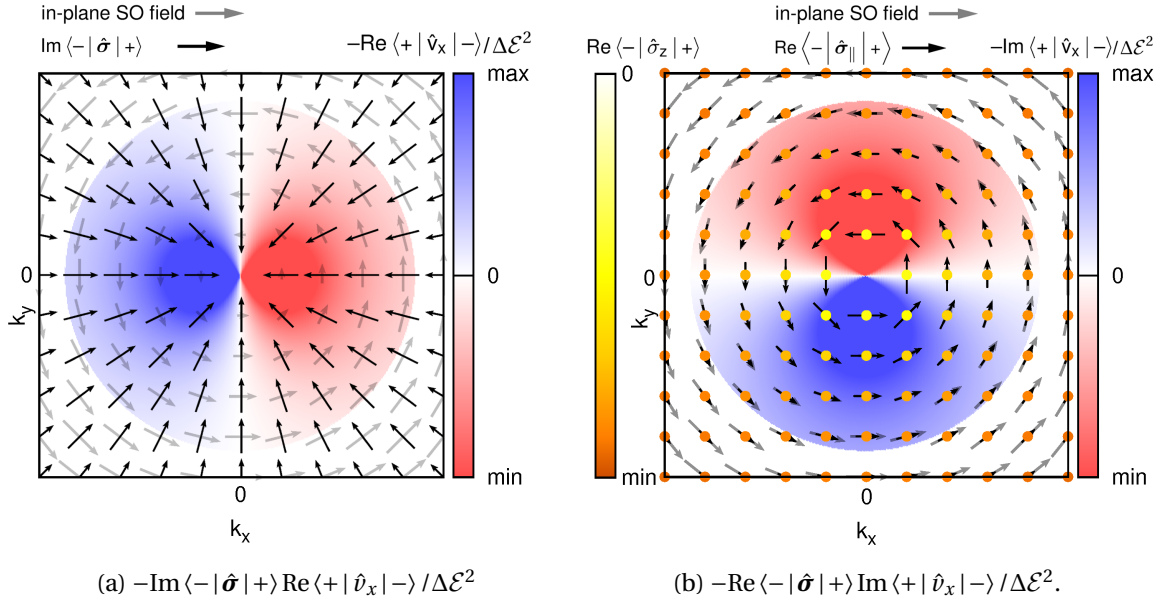 in-plane SO field
Im ⟨−| σ̂ |+⟩
−Re ⟨+| v̂x |−⟩/Δℰ²
max
0
min
0
ky
0
kx
(a) −Im ⟨−| σ̂ |+⟩ Re ⟨+| v̂x |−⟩ /Δℰ²
in-plane SO field
Re ⟨−| σ̂z |+⟩
Re ⟨−| σ̂∥ |+⟩
−Im ⟨+| v̂x |−⟩/Δℰ²
0
min
max
0
min
0
ky
0
kx
(b) −Re ⟨−| σ̂ |+⟩ Im ⟨+| v̂x |−⟩ /Δℰ².